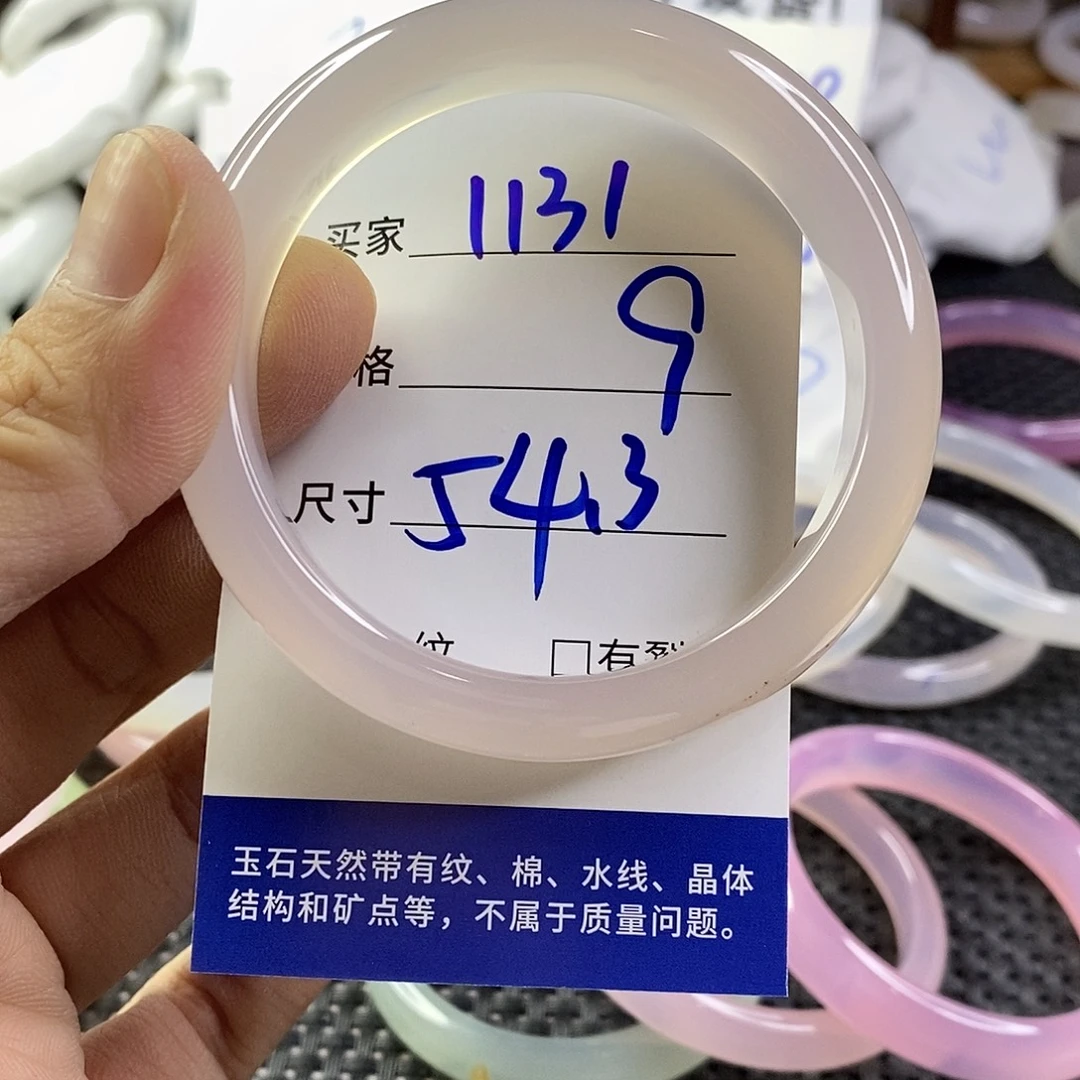 买家 1131
格 9
尺寸 54.3
纹 □有裂
玉石天然带有纹、棉、水线、晶体
结构和矿点等，不属于质量问题。